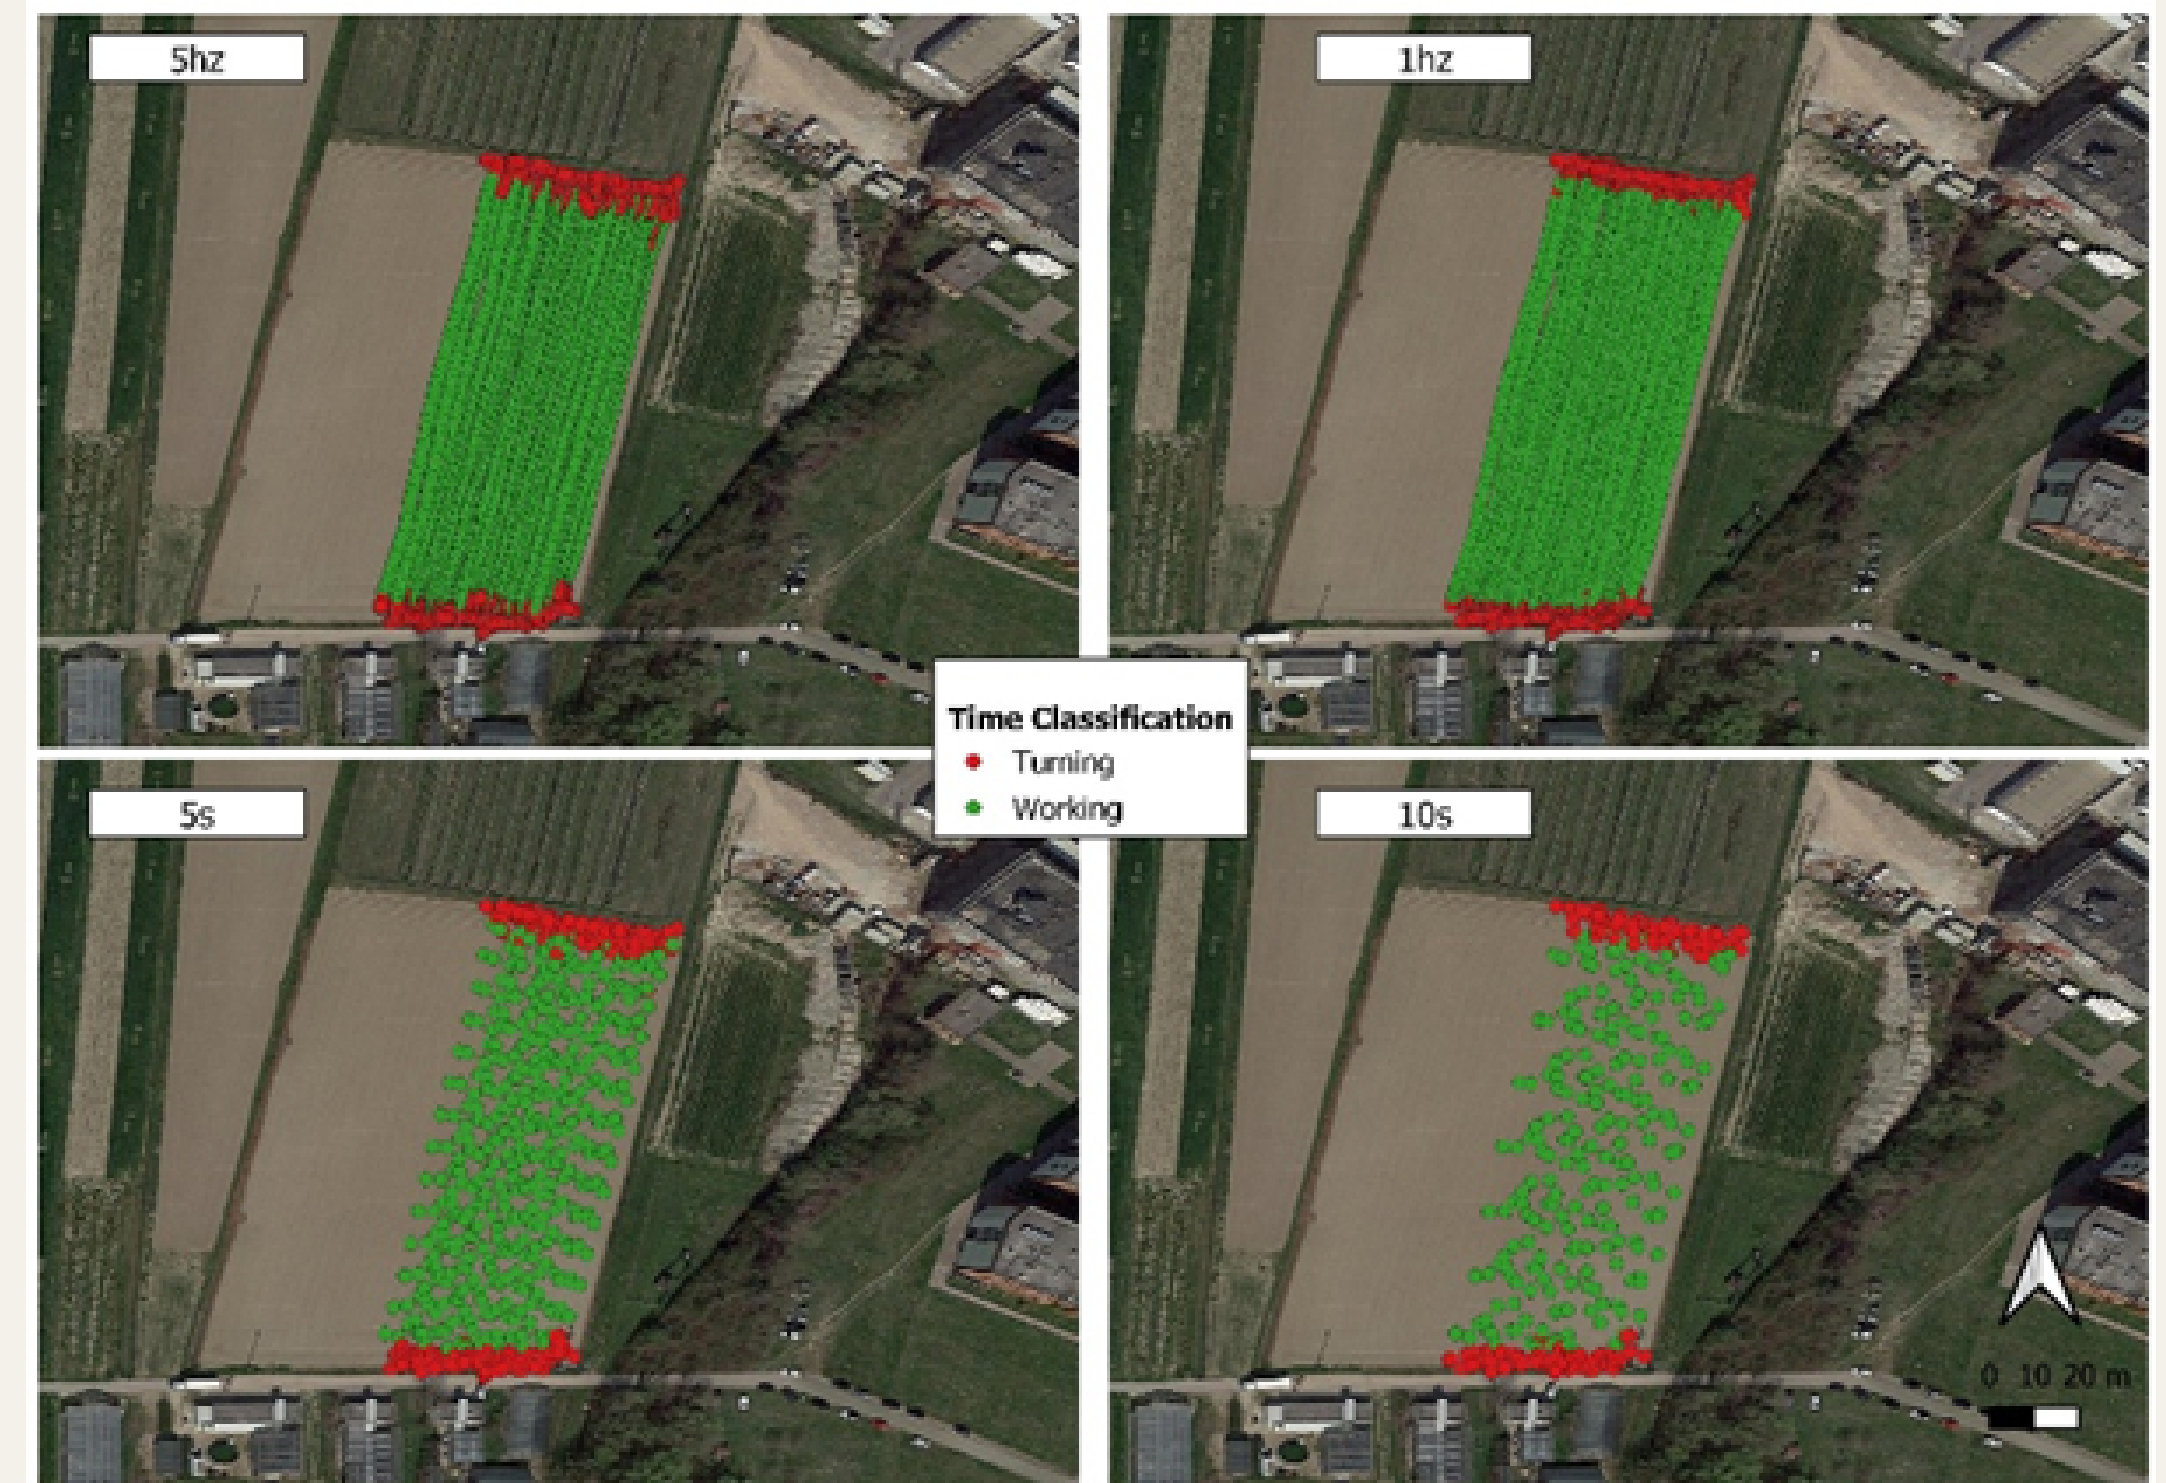 5hz
1hz
Time Classification
Turning
Working
5s
10s
0 10 20 m